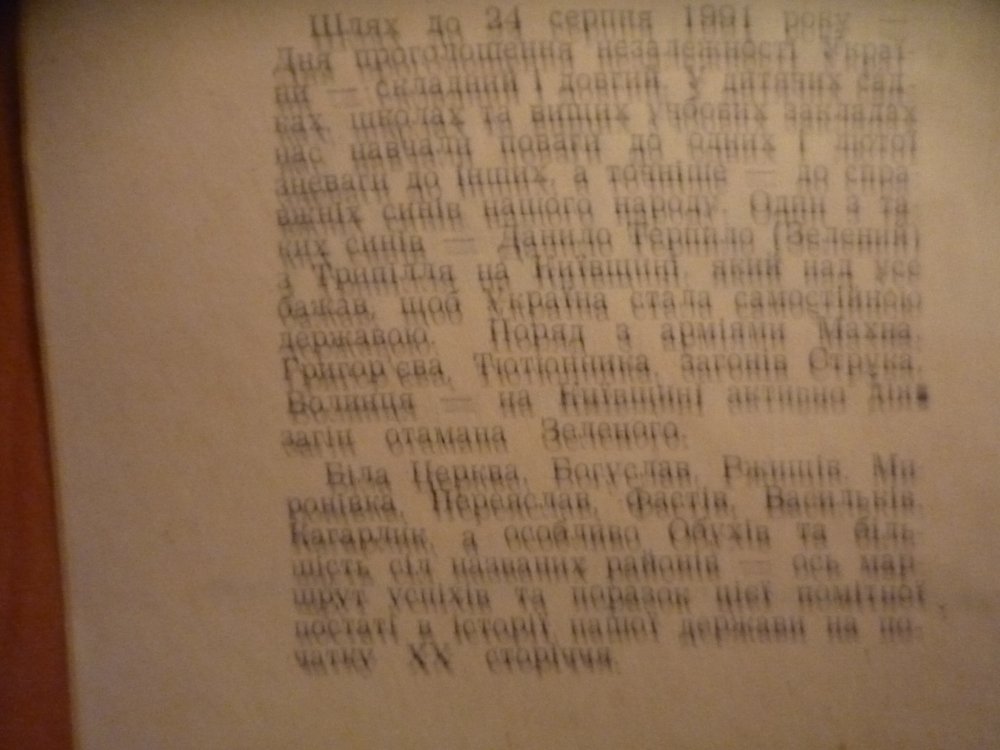 Шлях до 24 серпня 1991 року —
Дня проголошення незалежності Украї-
ни — складний і довгий. У дитячих сад-
ках, школах та вищих учбових закладах
нас навчали поваги до одних і лютої
зневаги до інших, а точніше — до спра-
вжніх синів нашого народу. Один з та-
ких синів — Данило Терпило (Зелений)
з Трипілля на Київщині, який над усе
бажав, щоб Україна стала самостійною
державою. Поряд з арміями Махна,
Григор'єва, Тютюнника, загонів Струка,
Волинця — на Київщині активно діяв
загін отамана Зеленого.
Біла Церква, Богуслав, Ржищів, Ми-
ронівка, Переяслав, Фастів, Васильків,
Кагарлик, а особливо Обухів та біль-
шість сіл названих районів — ось мар-
шрут успіхів та поразок цієї помітної
постаті в історії нашої держави на по-
чатку XX сторіччя.